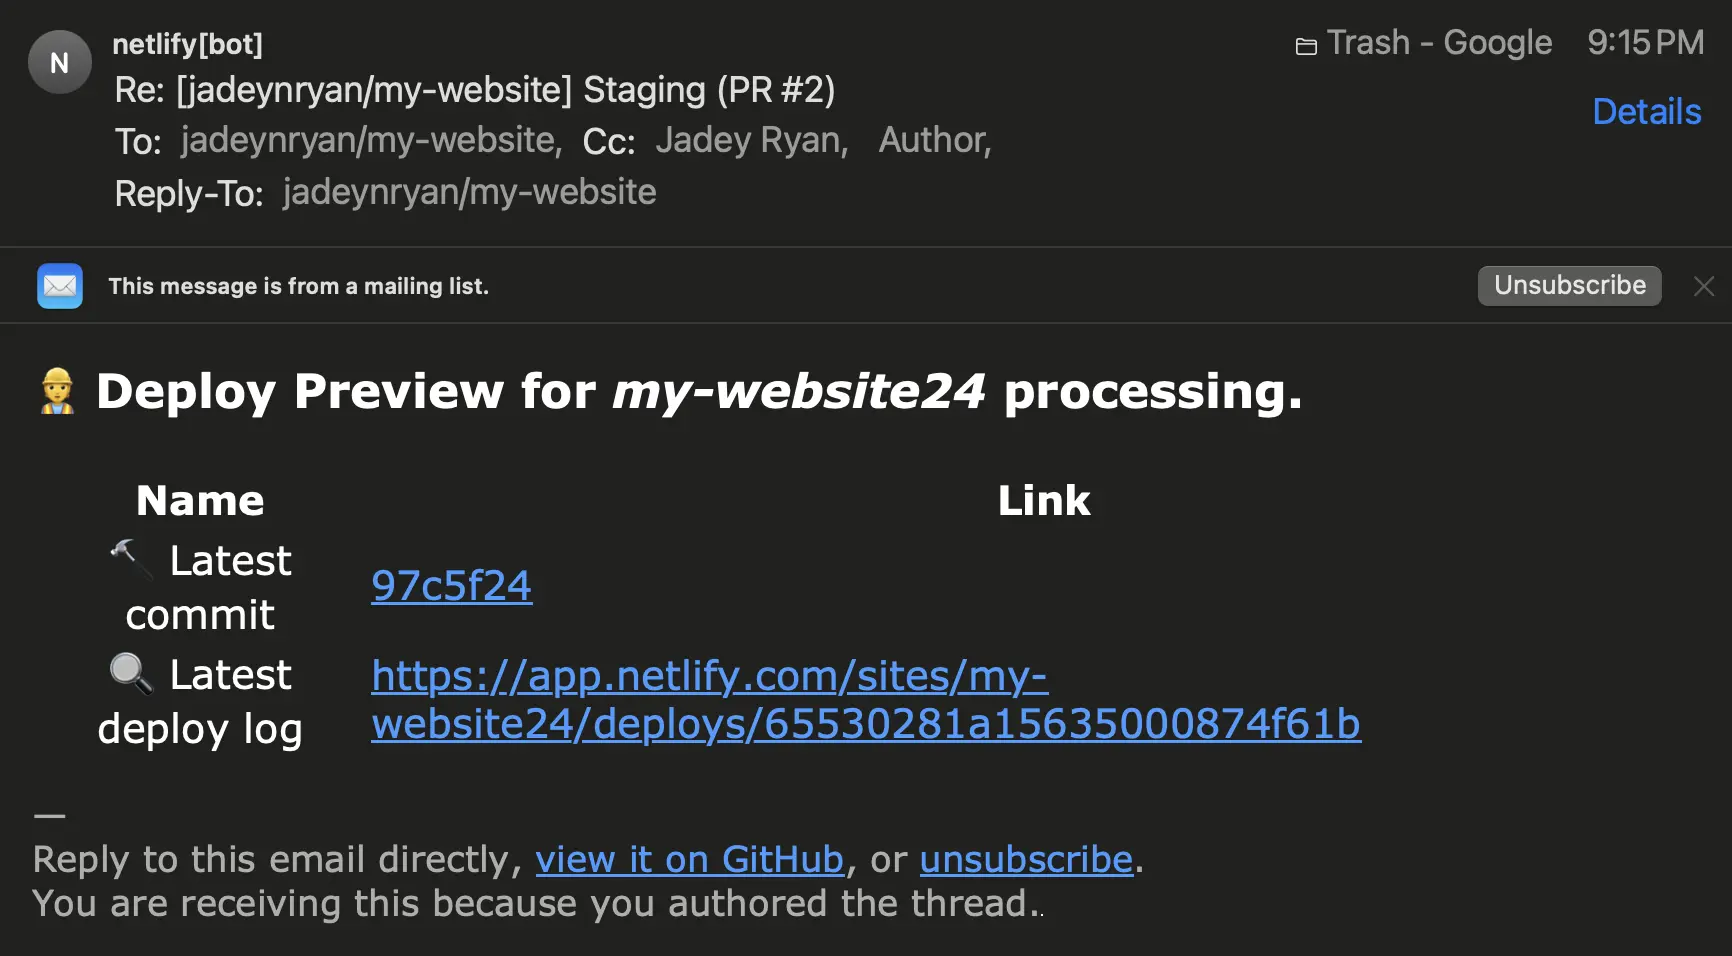 N
netlify[bot]
Trash - Google 9:15 PM
Re: [jadeynryan/my-website] Staging (PR #2)
Details
To: jadeynryan/my-website, Cc: Jadey Ryan, Author,
Reply-To: jadeynryan/my-website
This message is from a mailing list.
Unsubscribe
👷 Deploy Preview for my-website24 processing.
Name Link
🔨 Latest
commit
97c5f24
🔍 Latest
deploy log
https://app.netlify.com/sites/my-
website24/deploys/65530281a15635000874f61b
—
Reply to this email directly, view it on GitHub, or unsubscribe.
You are receiving this because you authored the thread..